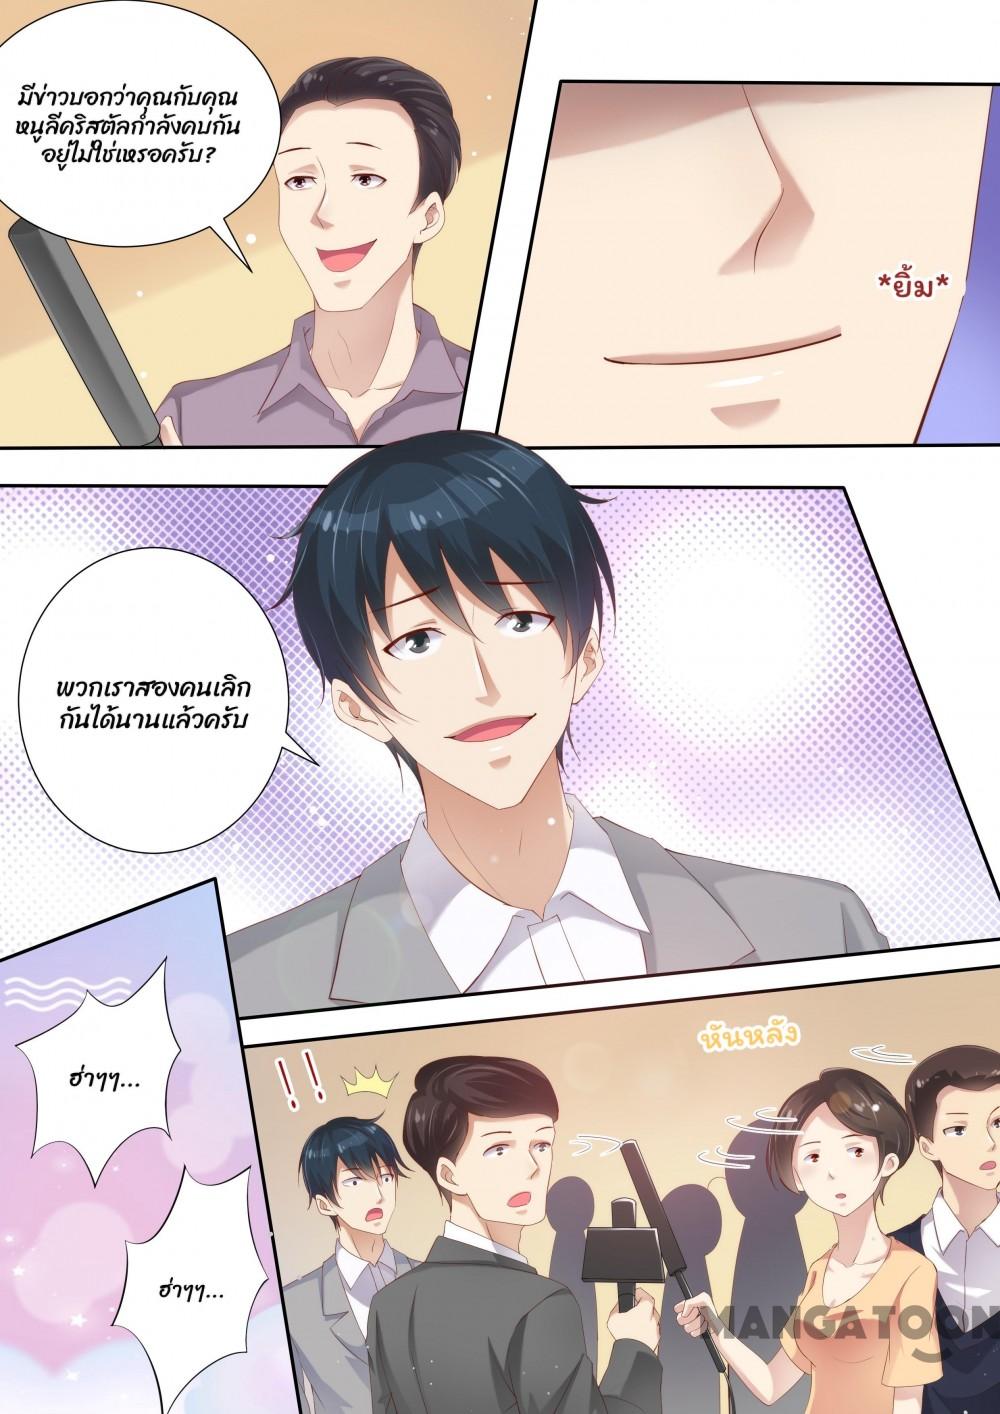 มีข่าวบอกว่าคุณกับคุณ
หนูลีคริสตัลกำลังคบกัน
อยู่ไม่ใช่เหรอครับ?
*ยิ้ม*
พวกเราสองคนเลิก
กันได้นานแล้วครับ
ฮ่าๆๆ...
ฮ่าๆๆ...
!!
หันหลัง
MANGATOON